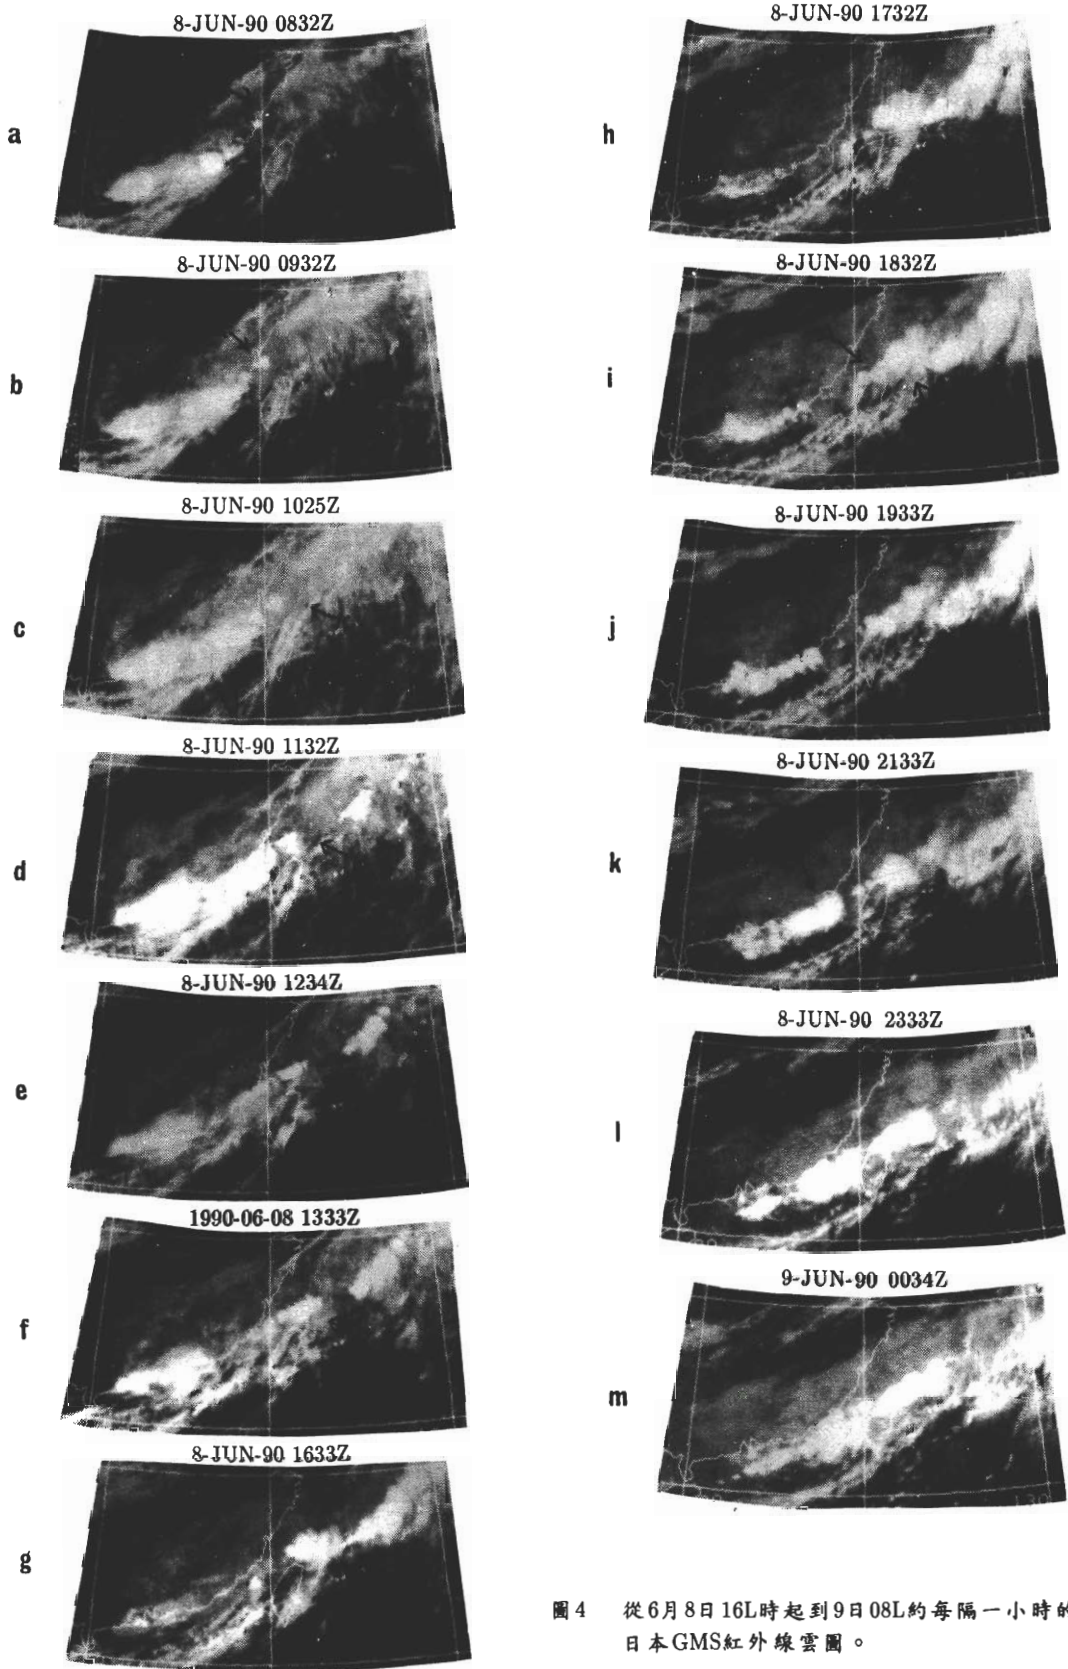 8-JUN-90 0832Z
a
8-JUN-90 0932Z
b
8-JUN-90 1025Z
c
8-JUN-90 1132Z
d
8-JUN-90 1234Z
e
1990-06-08 1333Z
f
8-JUN-90 1633Z
g
8-JUN-90 1732Z
h
8-JUN-90 1832Z
i
8-JUN-90 1933Z
j
8-JUN-90 2133Z
k
8-JUN-90 2333Z
l
9-JUN-90 0034Z
m
圖4 從6月8日16L時起到9日08L約每隔一小時的
日本GMS紅外線雲圖。